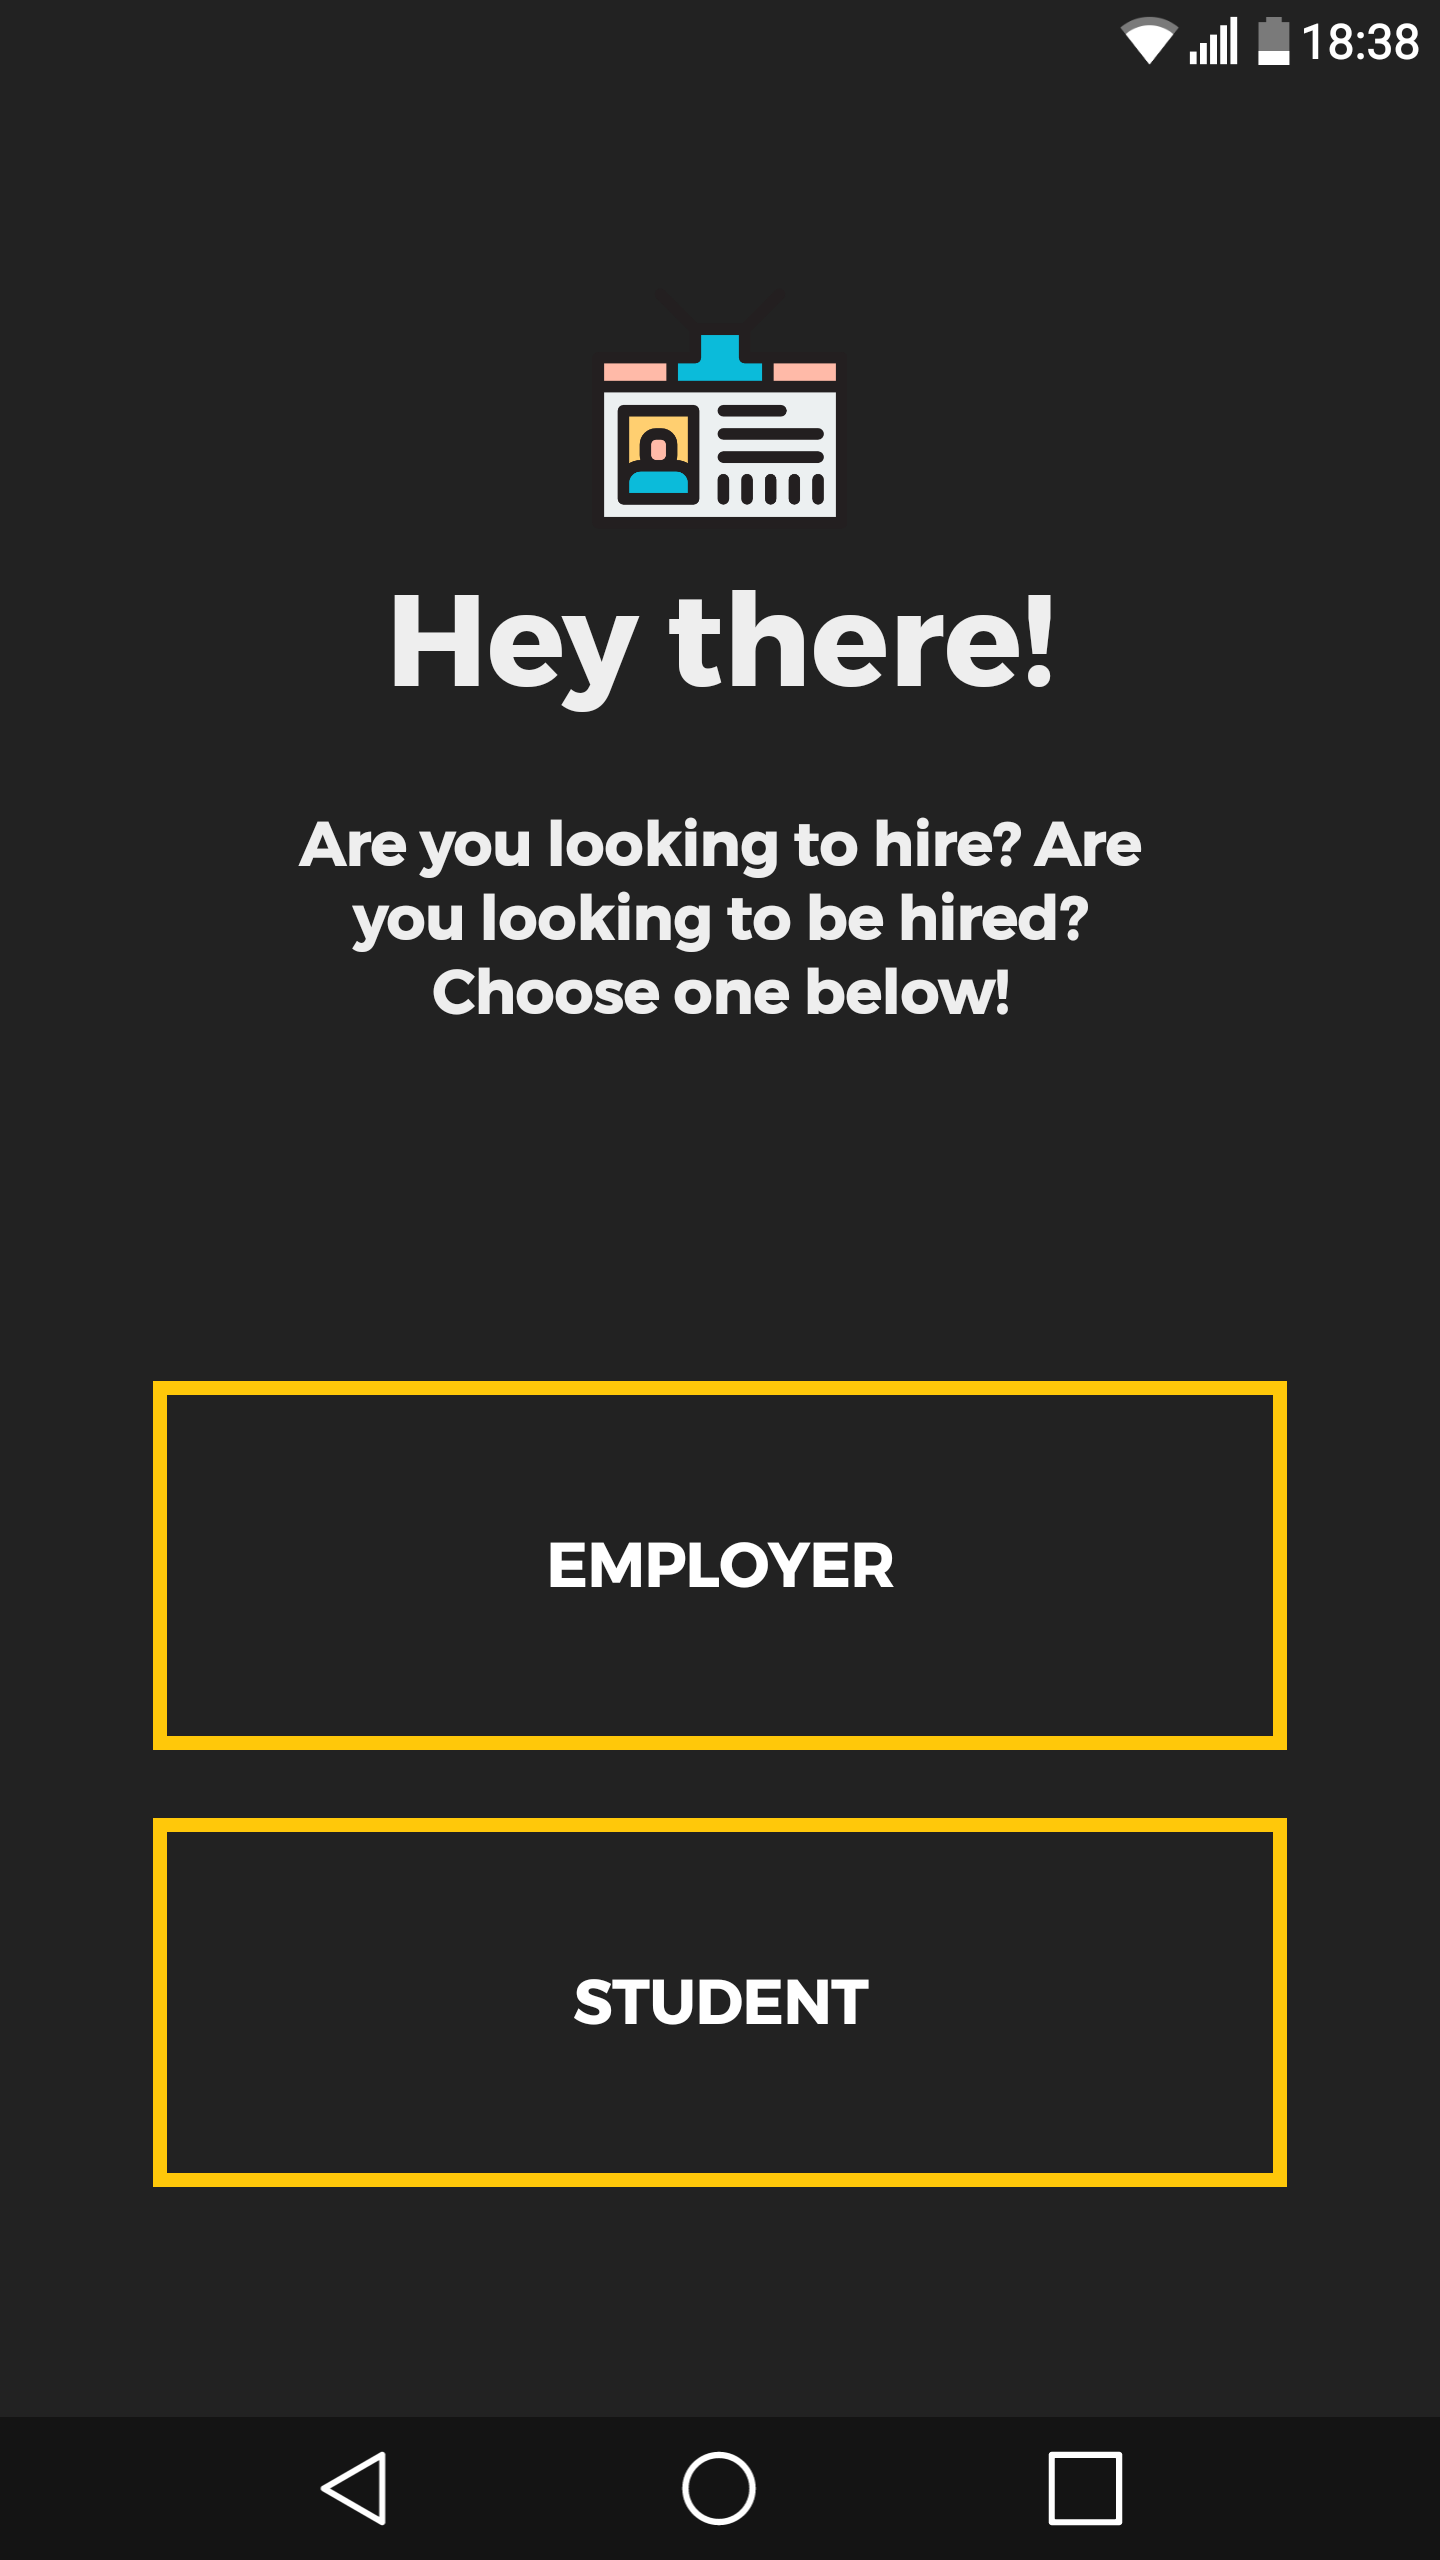 18:38
Hey there!
Are you looking to hire? Are
you looking to be hired?
Choose one below!
EMPLOYER
STUDENT